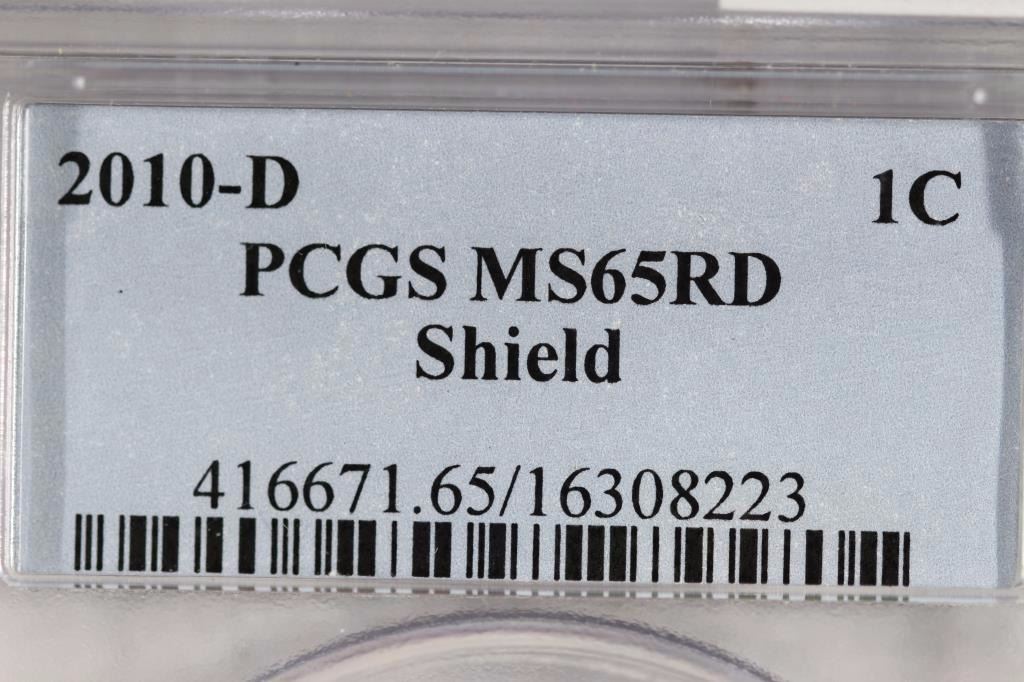 2010-D 1C
PCGS MS65RD
Shield
416671.65/16308223